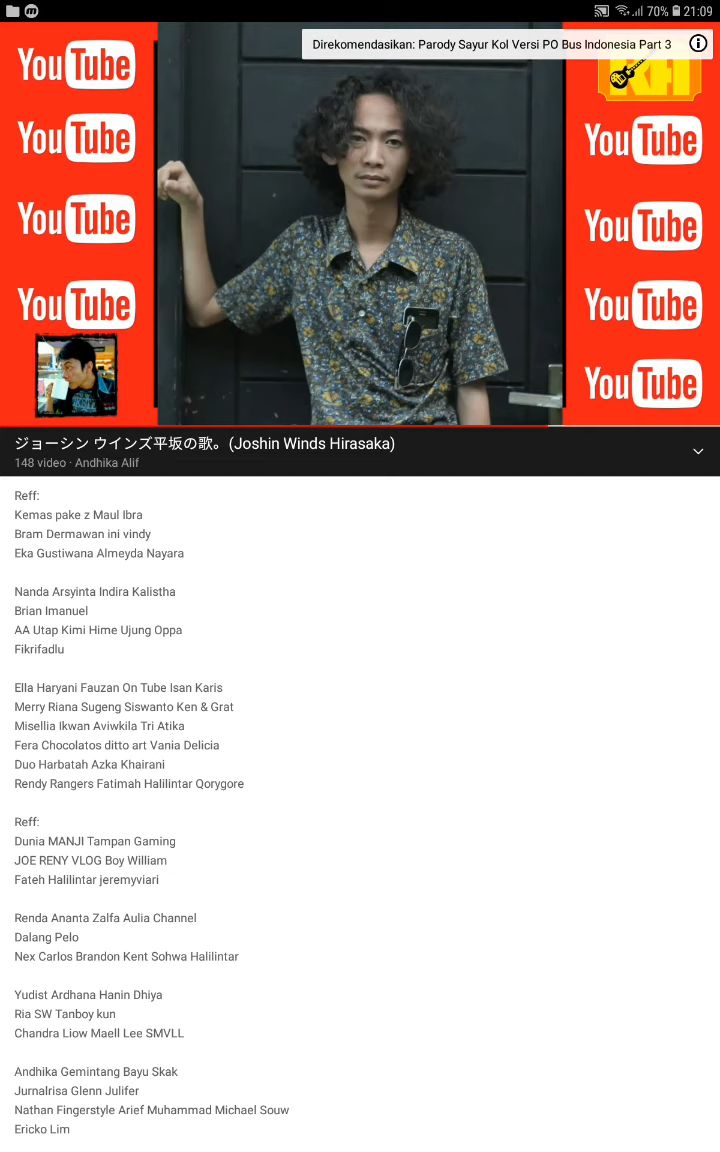 70% 21:09
Direkomendasikan: Parody Sayur Kol Versi PO Bus Indonesia Part 3
YouTube
YouTube
YouTube
YouTube
YouTube
YouTube
YouTube
YouTube
ジョーシン ウインズ平坂の歌。(Joshin Winds Hirasaka)
148 video · Andhika Alif
Reff:
Kemas pake z Maul Ibra
Bram Dermawan ini vindy
Eka Gustiwana Almeyda Nayara
Nanda Arsyinta Indira Kalistha
Brian Imanuel
AA Utap Kimi Hime Ujung Oppa
Fikrifadlu
Ella Haryani Fauzan On Tube Isan Karis
Merry Riana Sugeng Siswanto Ken & Grat
Misellia Ikwan Aviwkila Tri Atika
Fera Chocolatos ditto art Vania Delicia
Duo Harbatah Azka Khairani
Rendy Rangers Fatimah Halilintar Qorygore
Reff:
Dunia MANJI Tampan Gaming
JOE RENY VLOG Boy William
Fateh Halilintar jeremyviari
Renda Ananta Zalfa Aulia Channel
Dalang Pelo
Nex Carlos Brandon Kent Sohwa Halilintar
Yudist Ardhana Hanin Dhiya
Ria SW Tanboy kun
Chandra Liow Maell Lee SMVLL
Andhika Gemintang Bayu Skak
Jurnalrisa Glenn Julifer
Nathan Fingerstyle Arief Muhammad Michael Souw
Ericko Lim